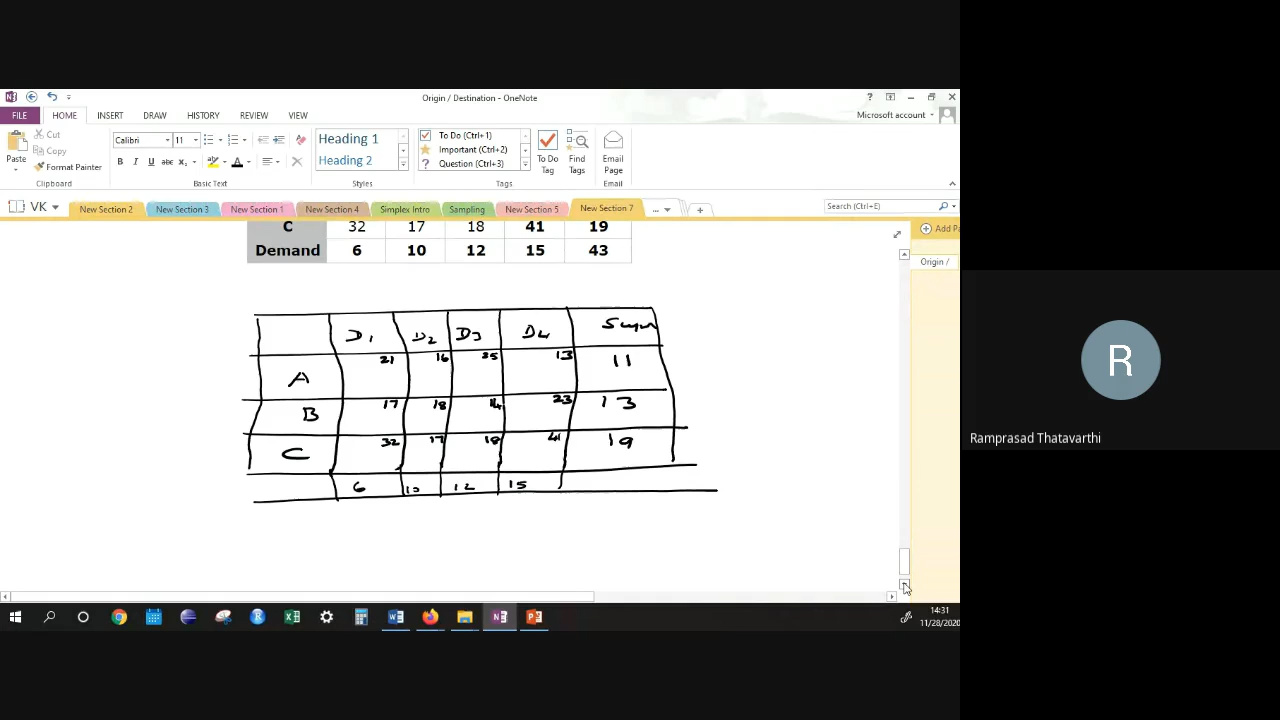 Origin / Destination - OneNote
FILE HOME INSERT DRAW HISTORY REVIEW VIEW
Microsoft account
Paste
Cut
Copy
Format Painter
Calibri 11
B I U abc X₂ A
Heading 1
Heading 2
To Do (Ctrl+1)
Important (Ctrl+2)
Question (Ctrl+3)
To Do Tag
Find Tags
Email Page
Clipboard Basic Text Styles Tags Email
VK New Section 2 New Section 3 New Section 1 New Section 4 Simplex Intro Sampling New Section 5 New Section 7 ... Search (Ctrl+E)
Add Pa
Origin /
C 32 17 18 41 19
Demand 6 10 12 15 43
D1 D2 D3 D4
A 21 16 25 13 11
B 17 18 14 23 13
C 32 17 18 41 19
6 10 12 15
14:31
11/28/2020
R
Ramprasad Thatavarthi